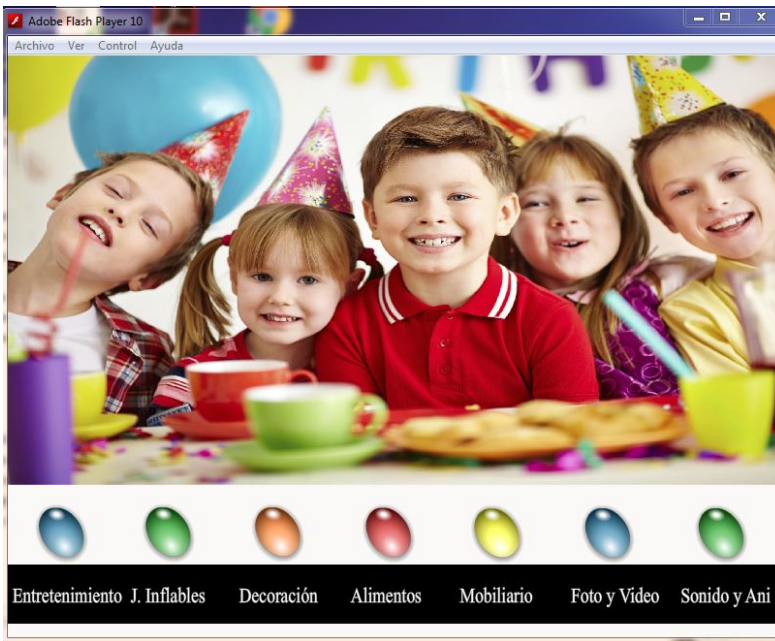 Adobe Flash Player 10
Archivo Ver Control Ayuda
Entretenimiento J. Inflables Decoración Alimentos Mobiliario Foto y Video Sonido y Ani